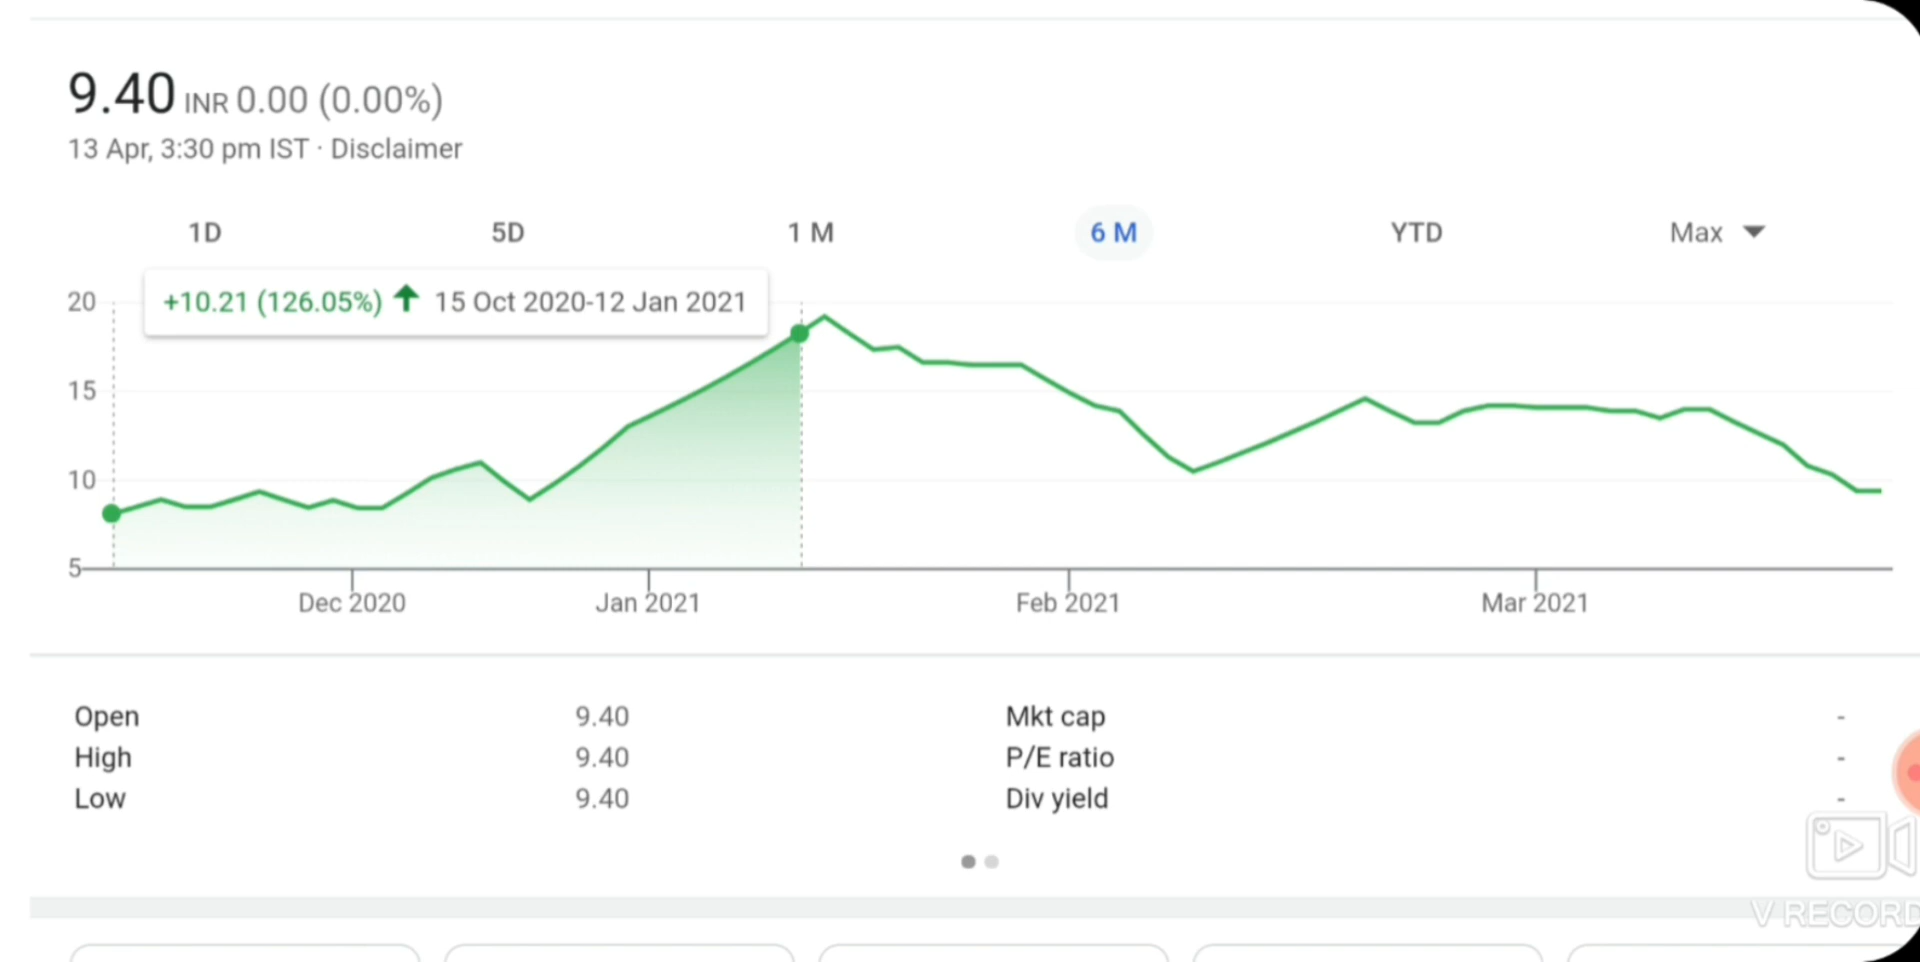 9.40 INR 0.00 (0.00%)
13 Apr, 3:30 pm IST · Disclaimer
1D 5D 1 M 6 M YTD Max
+10.21 (126.05%) 15 Oct 2020-12 Jan 2021
20
15
10
5
Dec 2020 Jan 2021 Feb 2021 Mar 2021
Open 9.40 Mkt cap -
High 9.40 P/E ratio -
Low 9.40 Div yield -
V RECORD